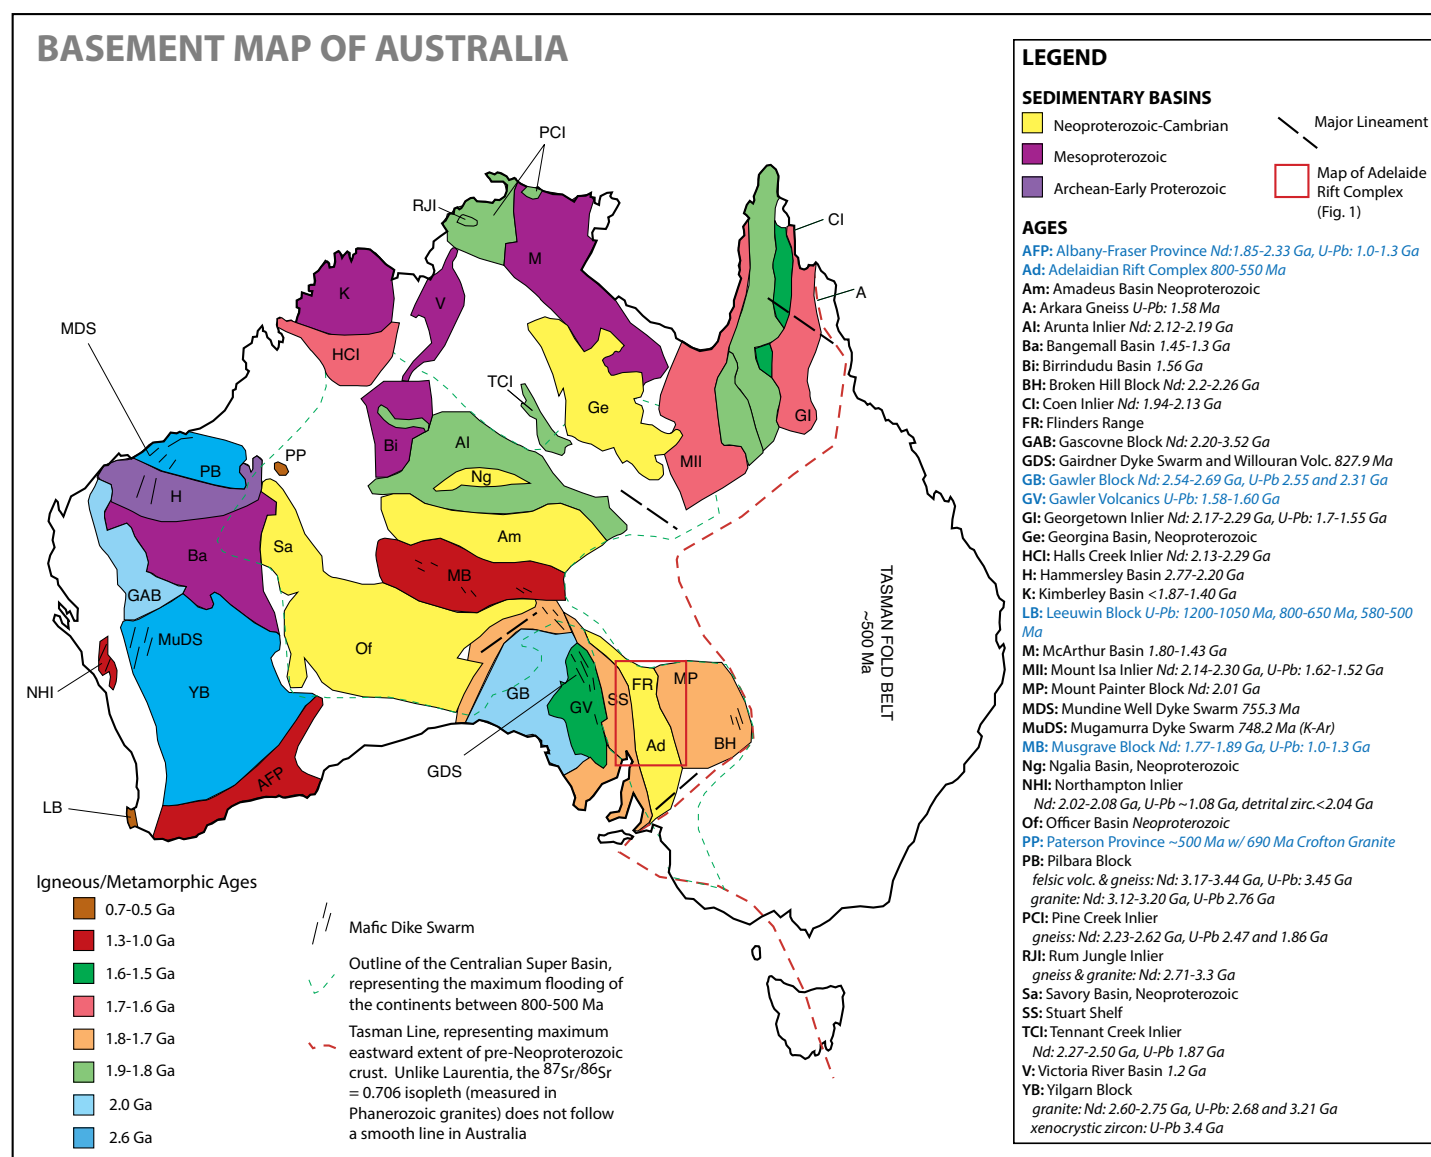 BASEMENT MAP OF AUSTRALIA
PCI
RJI
CI
M
K
V
A
MDS
HCI
TCI
Ge
GI
AI
Bi
MII
PP
PB
Ng
H
Am
Sa
Ba
MB
GAB
TASMAN FOLD BELT
~500 Ma
MuDS
Of
FR
MP
NHI
YB
GB
SS
GV
Ad
BH
GDS
AFP
LB
Igneous/Metamorphic Ages
0.7-0.5 Ga
1.3-1.0 Ga
1.6-1.5 Ga
1.7-1.6 Ga
1.8-1.7 Ga
1.9-1.8 Ga
2.0 Ga
2.6 Ga
Mafic Dike Swarm
Outline of the Centralian Super Basin,
representing the maximum flooding of
the continents between 800-500 Ma
Tasman Line, representing maximum
eastward extent of pre-Neoproterozoic
crust. Unlike Laurentia, the 87Sr/86Sr
= 0.706 isopleth (measured in
Phanerozoic granites) does not follow
a smooth line in Australia
LEGEND
SEDIMENTARY BASINS
Neoproterozoic-Cambrian
Mesoproterozoic
Archean-Early Proterozoic
Major Lineament
Map of Adelaide
Rift Complex
(Fig. 1)
AGES
AFP: Albany-Fraser Province Nd:1.85-2.33 Ga, U-Pb: 1.0-1.3 Ga
Ad: Adelaidian Rift Complex 800-550 Ma
Am: Amadeus Basin Neoproterozoic
A: Arkara Gneiss U-Pb: 1.58 Ma
AI: Arunta Inlier Nd: 2.12-2.19 Ga
Ba: Bangemall Basin 1.45-1.3 Ga
Bi: Birrindudu Basin 1.56 Ga
BH: Broken Hill Block Nd: 2.2-2.26 Ga
CI: Coen Inlier Nd: 1.94-2.13 Ga
FR: Flinders Range
GAB: Gascovne Block Nd: 2.20-3.52 Ga
GDS: Gairdner Dyke Swarm and Willouran Volc. 827.9 Ma
GB: Gawler Block Nd: 2.54-2.69 Ga, U-Pb 2.55 and 2.31 Ga
GV: Gawler Volcanics U-Pb: 1.58-1.60 Ga
GI: Georgetown Inlier Nd: 2.17-2.29 Ga, U-Pb: 1.7-1.55 Ga
Ge: Georgina Basin, Neoproterozoic
HCI: Halls Creek Inlier Nd: 2.13-2.29 Ga
H: Hammersley Basin 2.77-2.20 Ga
K: Kimberley Basin <1.87-1.40 Ga
LB: Leeuwin Block U-Pb: 1200-1050 Ma, 800-650 Ma, 580-500
Ma
M: McArthur Basin 1.80-1.43 Ga
MII: Mount Isa Inlier Nd: 2.14-2.30 Ga, U-Pb: 1.62-1.52 Ga
MP: Mount Painter Block Nd: 2.01 Ga
MDS: Mundine Well Dyke Swarm 755.3 Ma
MuDS: Mugamurra Dyke Swarm 748.2 Ma (K-Ar)
MB: Musgrave Block Nd: 1.77-1.89 Ga, U-Pb: 1.0-1.3 Ga
Ng: Ngalia Basin, Neoproterozoic
NHI: Northampton Inlier
Nd: 2.02-2.08 Ga, U-Pb ~1.08 Ga, detrital zirc.<2.04 Ga
Of: Officer Basin Neoproterozoic
PP: Paterson Province ~500 Ma w/ 690 Ma Crofton Granite
PB: Pilbara Block
felsic volc. & gneiss: Nd: 3.17-3.44 Ga, U-Pb: 3.45 Ga
granite: Nd: 3.12-3.20 Ga, U-Pb 2.76 Ga
PCI: Pine Creek Inlier
gneiss: Nd: 2.23-2.62 Ga, U-Pb 2.47 and 1.86 Ga
RJI: Rum Jungle Inlier
gneiss & granite: Nd: 2.71-3.3 Ga
Sa: Savory Basin, Neoproterozoic
SS: Stuart Shelf
TCI: Tennant Creek Inlier
Nd: 2.27-2.50 Ga, U-Pb 1.87 Ga
V: Victoria River Basin 1.2 Ga
YB: Yilgarn Block
granite: Nd: 2.60-2.75 Ga, U-Pb: 2.68 and 3.21 Ga
xenocrystic zircon: U-Pb 3.4 Ga